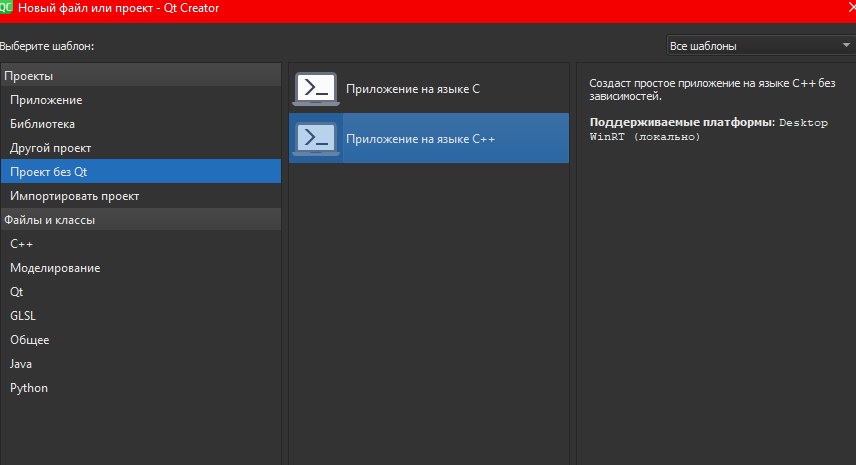 QC Новый файл или проект - Qt Creator
Выберите шаблон:
Все шаблоны
Проекты
Приложение
Библиотека
Другой проект
Проект без Qt
Импортировать проект
Файлы и классы
C++
Моделирование
Qt
GLSL
Общее
Java
Python
Приложение на языке C
Приложение на языке C++
Создаст простое приложение на языке C++ без
зависимостей.
Поддерживаемые платформы: Desktop
WinRT (локально)